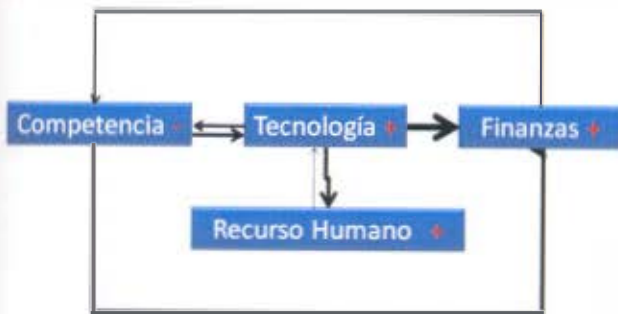 Competencia -
Tecnología +
Finanzas +
Recurso Humano +